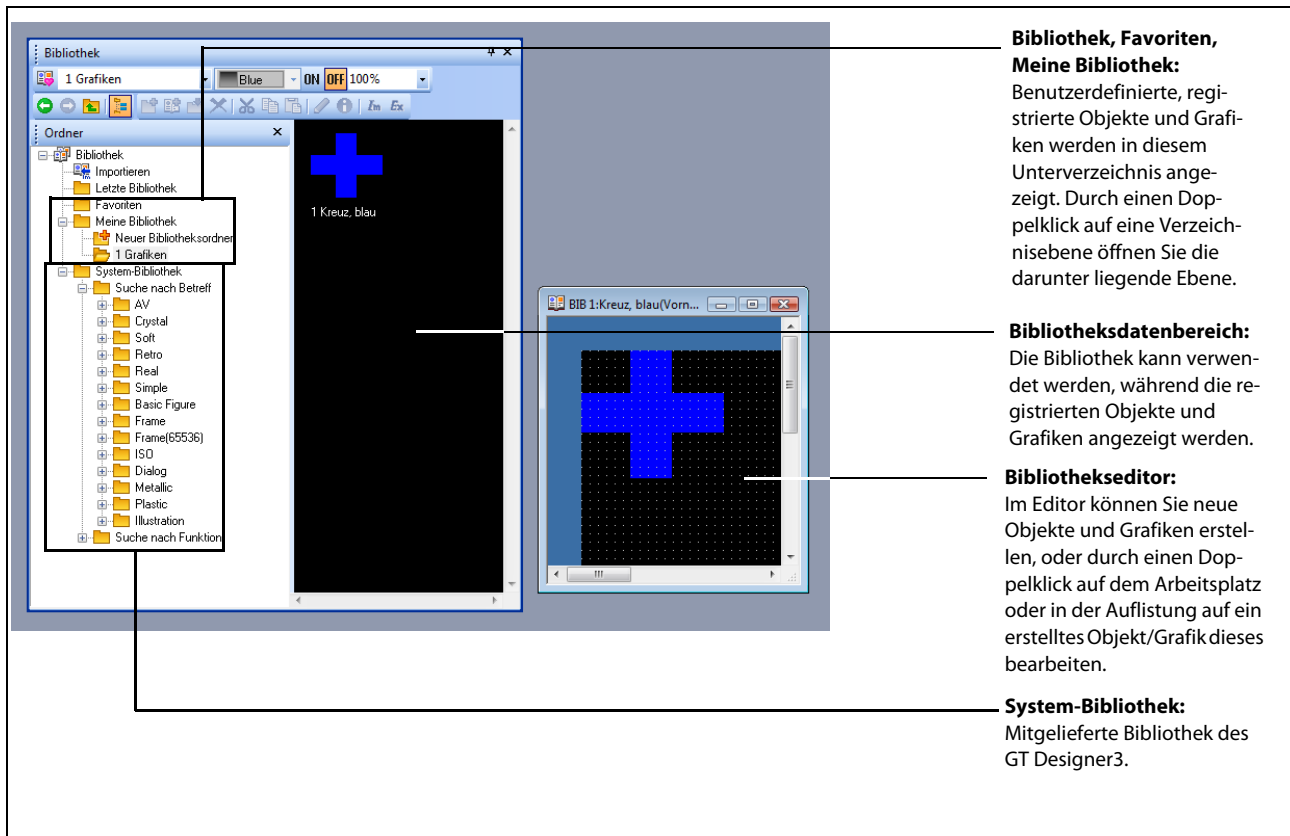 Bibliothek
1 Grafiken
Blue
ON OFF 100%
Im Ex
Ordner
Bibliothek
Importieren
Letzte Bibliothek
Favoriten
Meine Bibliothek
Neuer Bibliotheksordner
1 Grafiken
System-Bibliothek
Suche nach Betreff
AV
Crystal
Soft
Retro
Real
Simple
Basic Figure
Frame
Frame(65536)
ISO
Dialog
Metallic
Plastic
Illustration
Suche nach Funktion
1 Kreuz, blau
BIB 1:Kreuz, blau(Vorn...
Bibliothek, Favoriten,
Meine Bibliothek:
Benutzerdefinierte, regi-
strierte Objekte und Grafi-
ken werden in diesem
Unterverzeichnis ange-
zeigt. Durch einen Dop-
pelklick auf eine Verzeich-
nisebene öffnen Sie die
darunter liegende Ebene.
Bibliotheksdatenbereich:
Die Bibliothek kann verwen-
det werden, während die re-
gistrierten Objekte und
Grafiken angezeigt werden.
Bibliothekseditor:
Im Editor können Sie neue
Objekte und Grafiken erstel-
len, oder durch einen Dop-
pelklick auf dem Arbeitsplatz
oder in der Auflistung auf ein
erstelltes Objekt/Grafik dieses
bearbeiten.
System-Bibliothek:
Mitgelieferte Bibliothek des
GT Designer3.